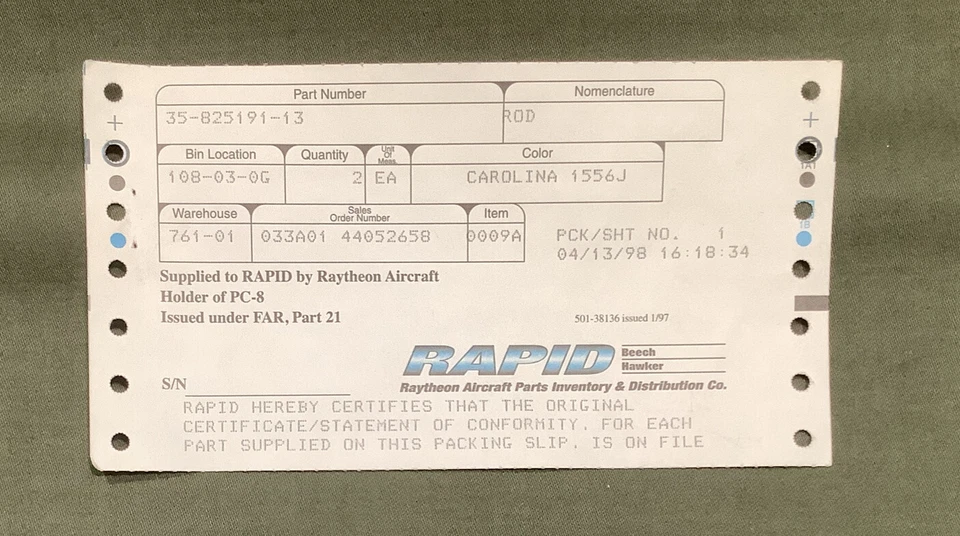 Part Number Nomenclature
35-825191-13 ROD
Bin Location Quantity Unit Of Meas. Color
108-03-0G 2 EA CAROLINA 1556J
Warehouse Sales Order Number Item
761-01 033A01 44052658 0009A PCK/SHT NO. 1
04/13/98 16:18:34
Supplied to RAPID by Raytheon Aircraft
Holder of PC-8
Issued under FAR, Part 21 501-38136 issued 1/97
RAPID Beech
Hawker
Raytheon Aircraft Parts Inventory & Distribution Co.
S/N
RAPID HEREBY CERTIFIES THAT THE ORIGINAL
CERTIFICATE/STATEMENT OF CONFORMITY, FOR EACH
PART SUPPLIED ON THIS PACKING SLIP, IS ON FILE